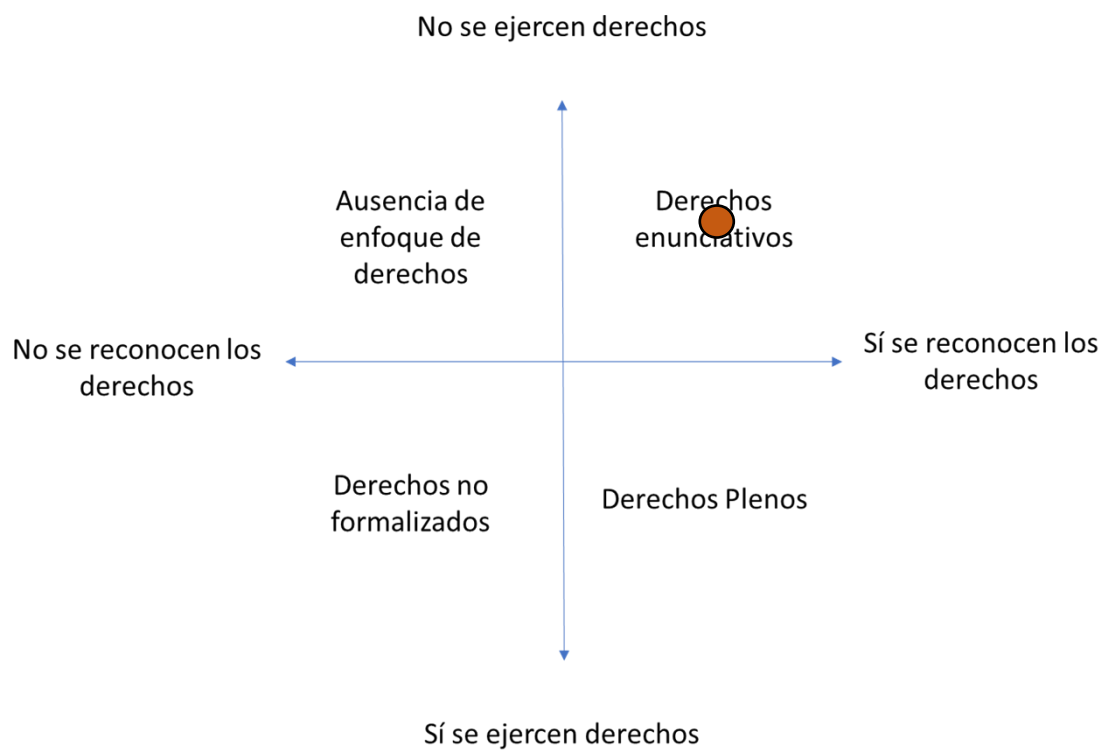 No se ejercen derechos
Ausencia de
enfoque de
derechos
Derechos
enunciativos
No se reconocen los
derechos
Sí se reconocen los
derechos
Derechos no
formalizados
Derechos Plenos
Sí se ejercen derechos